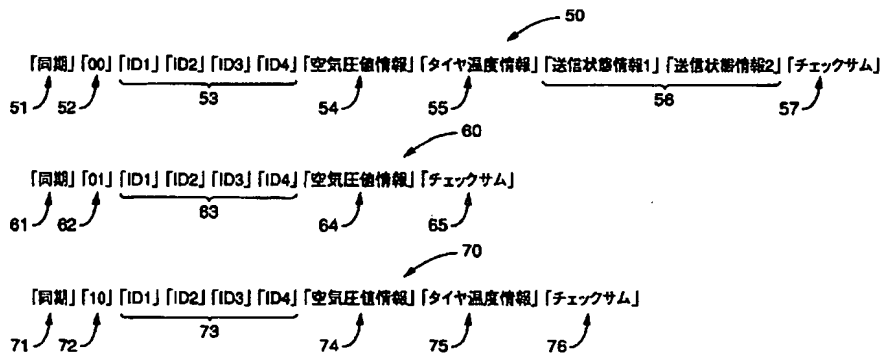 50
「同期」「00」「ID1」「ID2」「ID3」「ID4」「空気圧値情報」「タイヤ温度情報」「送信状態情報1」「送信状態情報2」「チェックサム」
51 52 53 54 55 56 57
60
「同期」「01」「ID1」「ID2」「ID3」「ID4」「空気圧値情報」「チェックサム」
61 62 63 64 65
70
「同期」「10」「ID1」「ID2」「ID3」「ID4」「空気圧値情報」「タイヤ温度情報」「チェックサム」
71 72 73 74 75 76